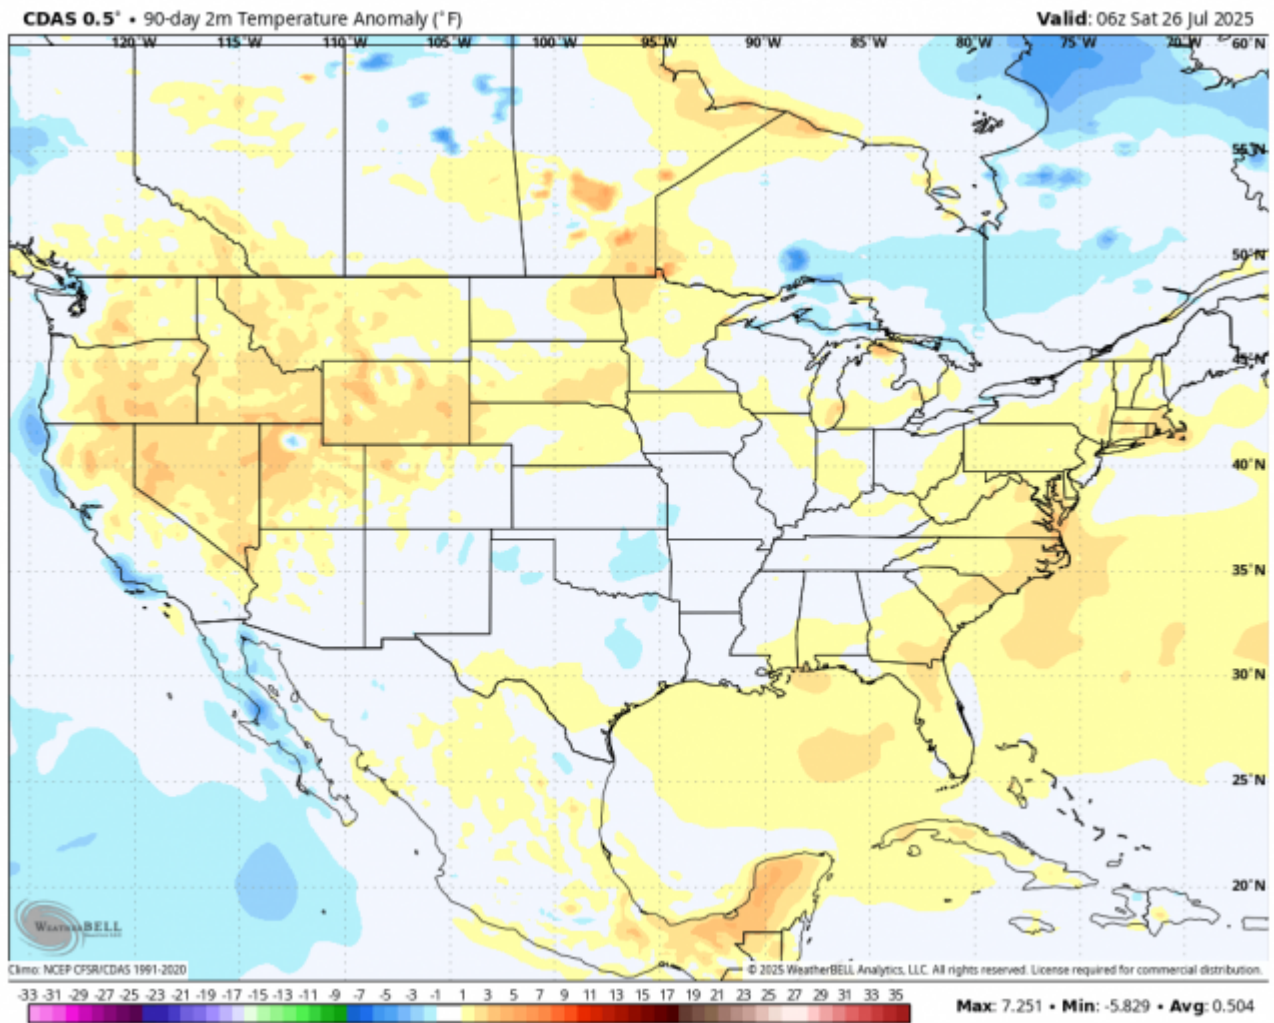 CDAS 0.5° • 90-day 2m Temperature Anomaly (°F)
Valid: 06z Sat 26 Jul 2025
120°W 115°W 110°W 105°W 100°W 95°W 90°W 85°W 80°W 75°W 70°W 60°N
55°N
50°N
45°N
40°N
35°N
30°N
25°N
20°N
WEATHERBELL
Climo: NCEP CFSR/CDAS 1991-2020
© 2025 WeatherBELL Analytics, LLC. All rights reserved. License required for commercial distribution.
-33 -31 -29 -27 -25 -23 -21 -19 -17 -15 -13 -11 -9 -7 -5 -3 -1 1 3 5 7 9 11 13 15 17 19 21 23 25 27 29 31 33 35
Max: 7.251 • Min: -5.829 • Avg: 0.504